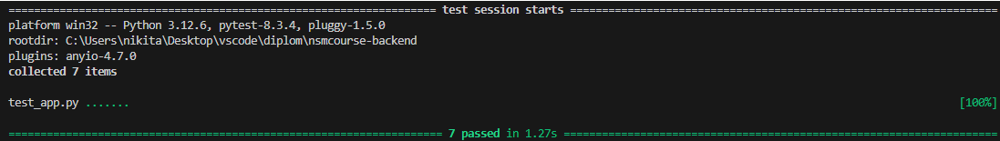 ============================== test session starts ==============================
platform win32 -- Python 3.12.6, pytest-8.3.4, pluggy-1.5.0
rootdir: C:\Users\nikita\Desktop\vscode\diplom\nsmcourse-backend
plugins: anyio-4.7.0
collected 7 items
test_app.py ....... [100%]
============================== 7 passed in 1.27s ==============================